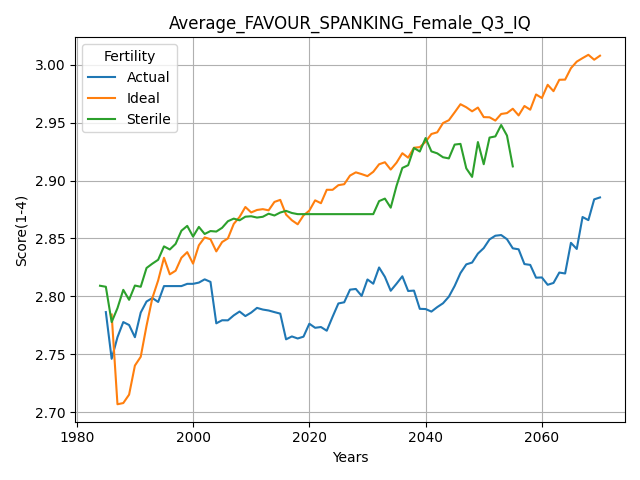 Average_FAVOUR_SPANKING_Female_Q3_IQ
Fertility
Actual
Ideal
Sterile
Score(1-4)
3.00
2.95
2.90
2.85
2.80
2.75
2.70
1980
2000
2020
2040
2060
Years